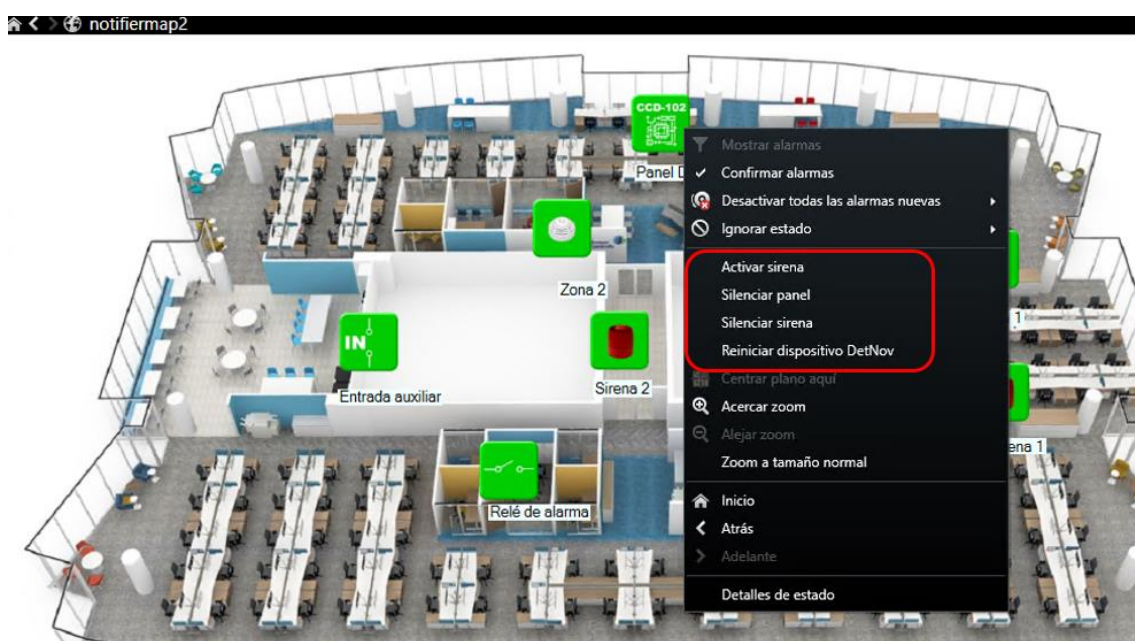 notifiermap2
CCD-102
Panel D
Mostrar alarmas
Confirmar alarmas
Desactivar todas las alarmas nuevas
Ignorar estado
Activar sirena
Silenciar panel
Silenciar sirena
Reiniciar dispositivo DetNov
Centrar plano aquí
Acercar zoom
Alejar zoom
Zoom a tamaño normal
Inicio
Atrás
Adelante
Detalles de estado
Zona 2
1
IN
Entrada auxiliar
Sirena 2
ena 1
Relé de alarma